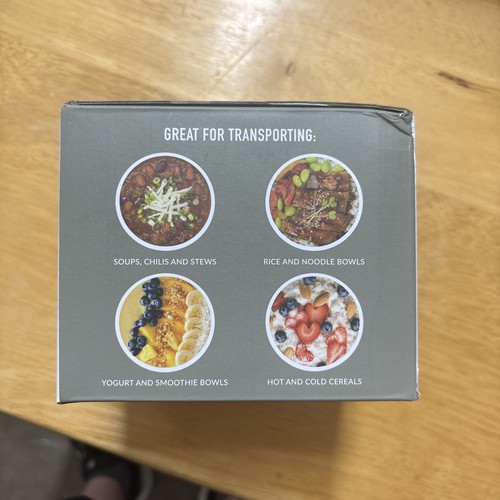 GREAT FOR TRANSPORTING:
SOUPS, CHILIS AND STEWS
RICE AND NOODLE BOWLS
YOGURT AND SMOOTHIE BOWLS
HOT AND COLD CEREALS